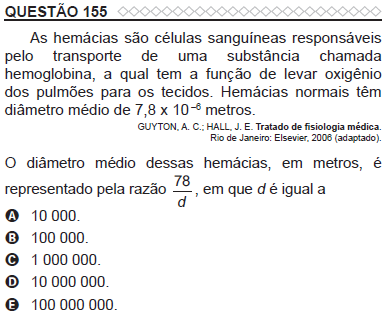 QUESTÃO 155
As hemácias são células sanguíneas responsáveis
pelo transporte de uma substância chamada
hemoglobina, a qual tem a função de levar oxigênio
dos pulmões para os tecidos. Hemácias normais têm
diâmetro médio de 7,8 x 10⁻⁶ metros.
GUYTON, A. C.; HALL, J. E. Tratado de fisiologia médica.
Rio de Janeiro: Elsevier, 2006 (adaptado).
O diâmetro médio dessas hemácias, em metros, é
representado pela razão 78/d, em que d é igual a
A 10 000.
B 100 000.
C 1 000 000.
D 10 000 000.
E 100 000 000.